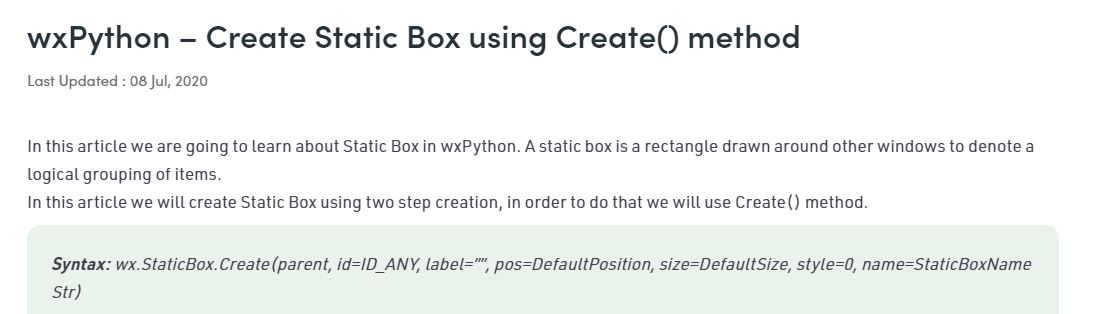 wxPython – Create Static Box using Create() method
Last Updated : 08 Jul, 2020
In this article we are going to learn about Static Box in wxPython. A static box is a rectangle drawn around other windows to denote a
logical grouping of items.
In this article we will create Static Box using two step creation, in order to do that we will use Create() method.
Syntax: wx.StaticBox.Create(parent, id=ID_ANY, label=””, pos=DefaultPosition, size=DefaultSize, style=0, name=StaticBoxName
Str)